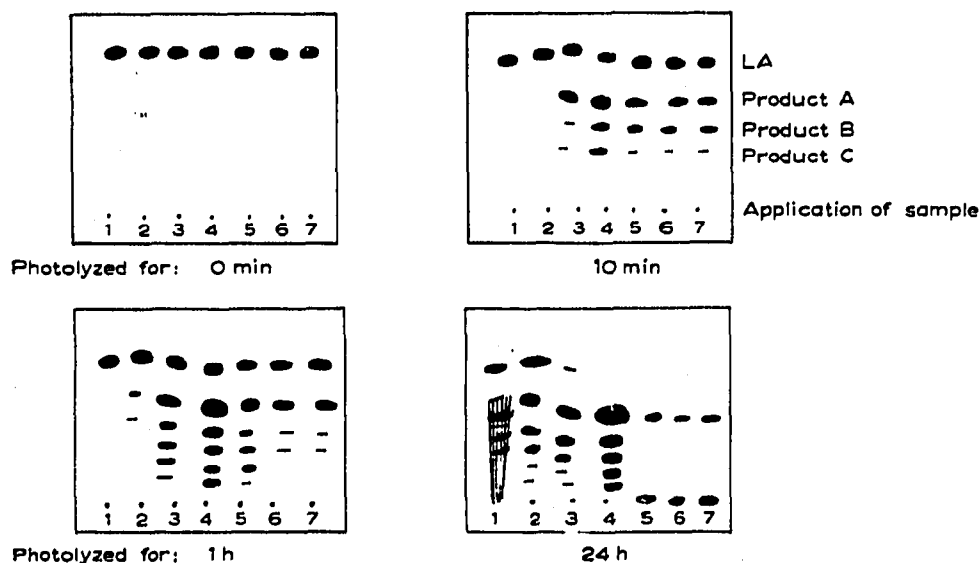 LA
Product A
Product B
Product C
Application of sample
1 2 3 4 5 6 7
1 2 3 4 5 6 7
Photolyzed for: 0 min
10 min
1 2 3 4 5 6 7
1 2 3 4 5 6 7
Photolyzed for: 1 h
24 h